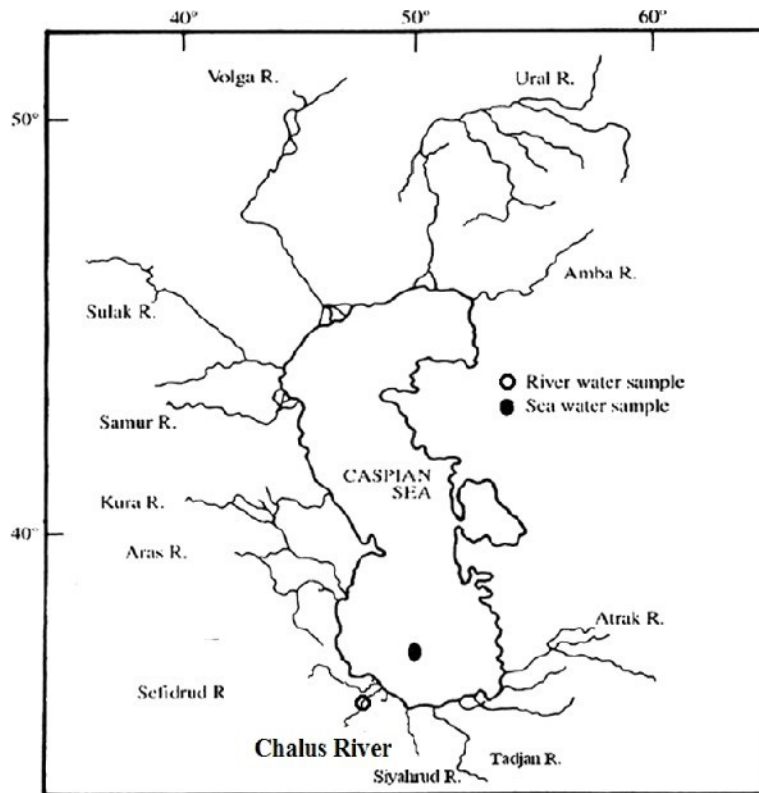 40°
50°
60°
Volga R.
Ural R.
50°
Amba R.
Sulak R.
River water sample
Sea water sample
Samur R.
CASPIAN
SEA
Kura R.
40°
Aras R.
Atrak R.
Sefidrud R
Chalus River
Tadjan R.
Siyahrud R.